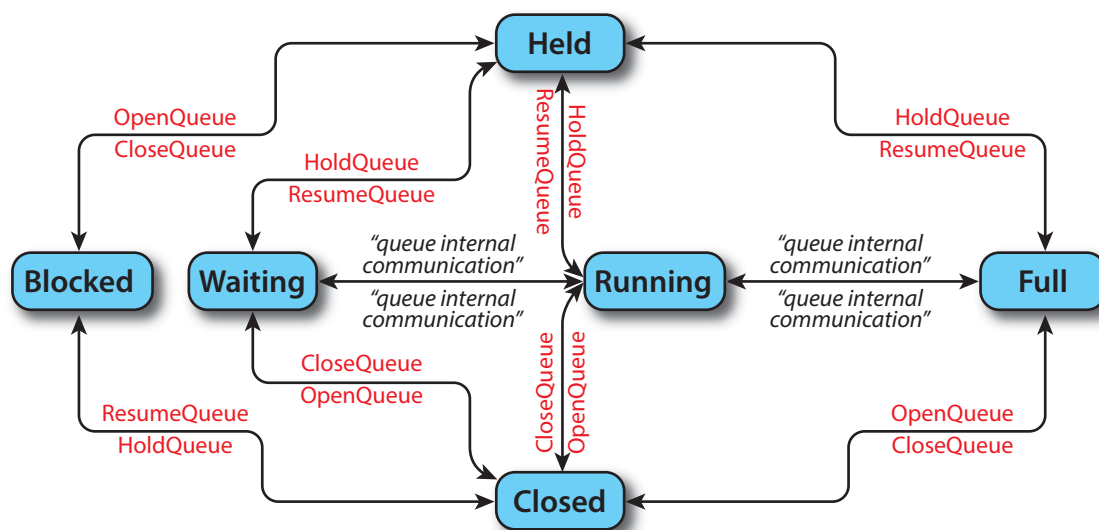 Held
OpenQueue
CloseQueue
HoldQueue
ResumeQueue
HoldQueue
ResumeQueue
HoldQueue
ResumeQueue
“queue internal
communication”
“queue internal
communication”
Blocked
Waiting
Running
Full
“queue internal
communication”
“queue internal
communication”
CloseQueue
OpenQueue
CloseQueue
OpenQueue
ResumeQueue
HoldQueue
OpenQueue
CloseQueue
Closed